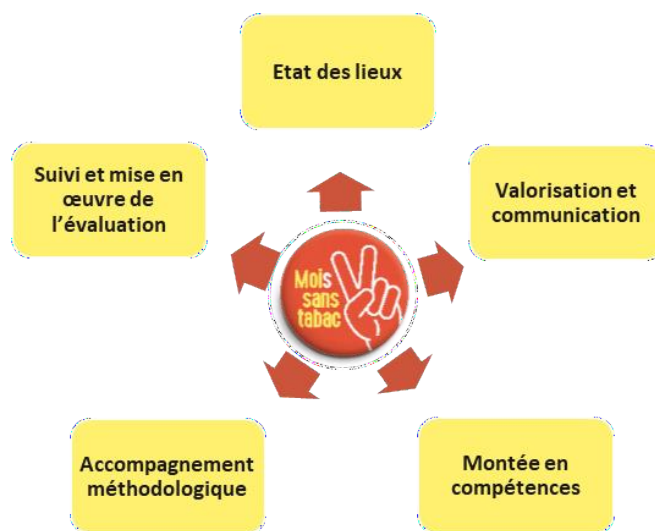 Etat des lieux
Suivi et mise en
œuvre de
l’évaluation
Valorisation et
communication
Mois
sans
tabac
Accompagnement
méthodologique
Montée en
compétences